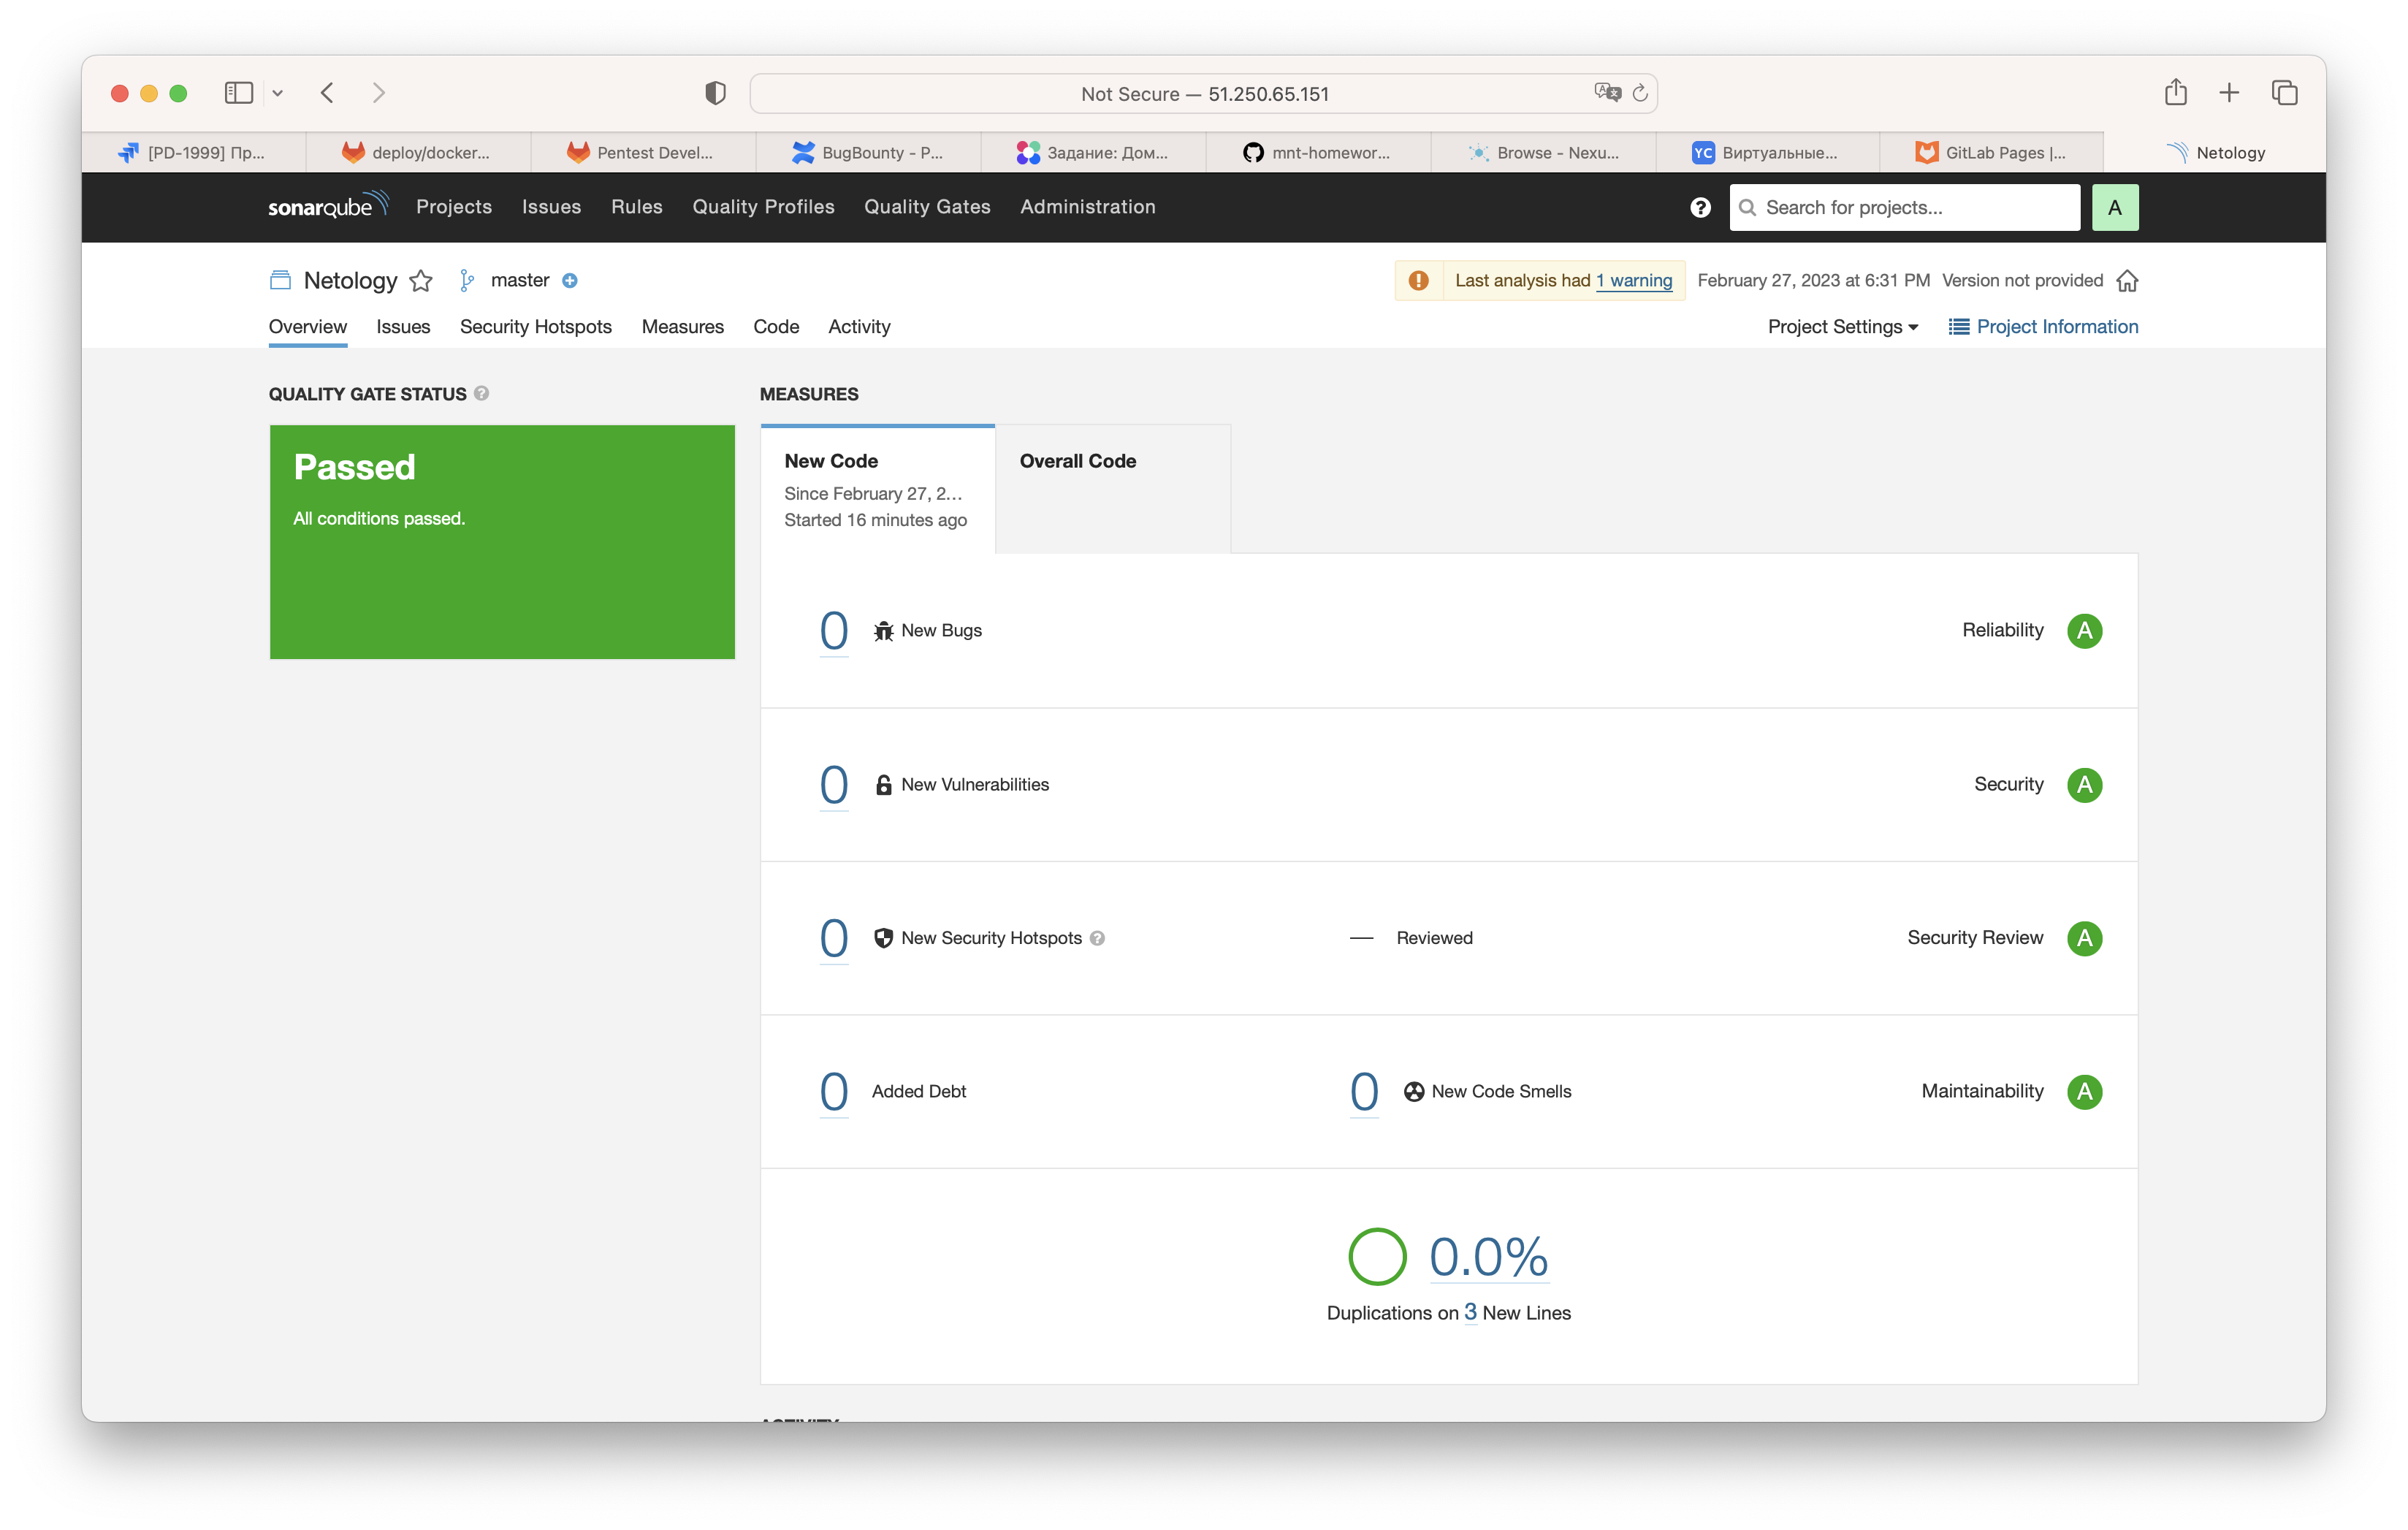 Not Secure — 51.250.65.151
[PD-1999] Пр...
deploy/docker...
Pentest Devel...
BugBounty - P...
Задание: Дом...
mnt-homewor...
Browse - Nexu...
YC Виртуальные...
GitLab Pages |...
Netology
sonarqube Projects Issues Rules Quality Profiles Quality Gates Administration
? Search for projects... A
Netology master
Last analysis had 1 warning February 27, 2023 at 6:31 PM Version not provided
Overview Issues Security Hotspots Measures Code Activity
Project Settings Project Information
QUALITY GATE STATUS ?
Passed
All conditions passed.
MEASURES
New Code
Since February 27, 2...
Started 16 minutes ago
Overall Code
0 New Bugs Reliability A
0 New Vulnerabilities Security A
0 New Security Hotspots ? — Reviewed Security Review A
0 Added Debt 0 New Code Smells Maintainability A
0.0%
Duplications on 3 New Lines
ACTIVITY